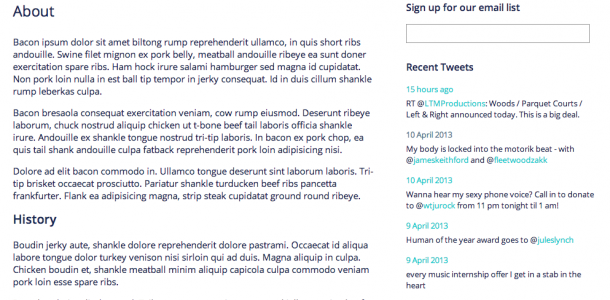 About
Bacon ipsum dolor sit amet biltong rump reprehenderit ullamco, in quis short ribs
andouille. Swine filet mignon ex pork belly, meatball andouille ribeye ea sunt doner
exercitation spare ribs. Ham hock irure salami hamburger sed magna id cupidatat.
Non pork loin nulla in est ball tip tempor in jerky consequat. Id in duis cillum shankle
rump leberkas culpa.
Bacon bresaola consequat exercitation veniam, cow rump eiusmod. Deserunt ribeye
laborum, chuck nostrud aliquip chicken ut t-bone beef tail laboris officia shankle
irure. Andouille ex shankle tongue nostrud tri-tip laboris. In bacon ex pork chop, ea
quis tail shank andouille culpa fatback reprehenderit pork loin adipisicing nisi.
Dolore ad elit bacon commodo in. Ullamco tongue deserunt sint laborum laboris. Tri-
tip brisket occaecat prosciutto. Pariatur shankle turducken beef ribs pancetta
frankfurter. Flank ea adipisicing magna, strip steak cupidatat ground round ribeye.
History
Boudin jerky aute, shankle dolore reprehenderit dolore pastrami. Occaecat id aliqua
labore tongue dolor turkey venison nisi sirloin qui ad duis. Magna aliquip in culpa.
Chicken boudin et, shankle meatball minim aliquip capicola culpa commodo veniam
pork loin esse spare ribs.
Sign up for our email list
Recent Tweets
15 hours ago
RT @LTMProductions: Woods / Parquet Courts /
Left & Right announced today. This is a big deal.
10 April 2013
My body is locked into the motorik beat - with
@jameskeithford and @fleetwoodzakk
10 April 2013
Wanna hear my sexy phone voice? Call in to donate
to @wtjurock from 11 pm tonight til 1 am!
9 April 2013
Human of the year award goes to @juleslynch
9 April 2013
every music internship offer I get in a stab in the
heart